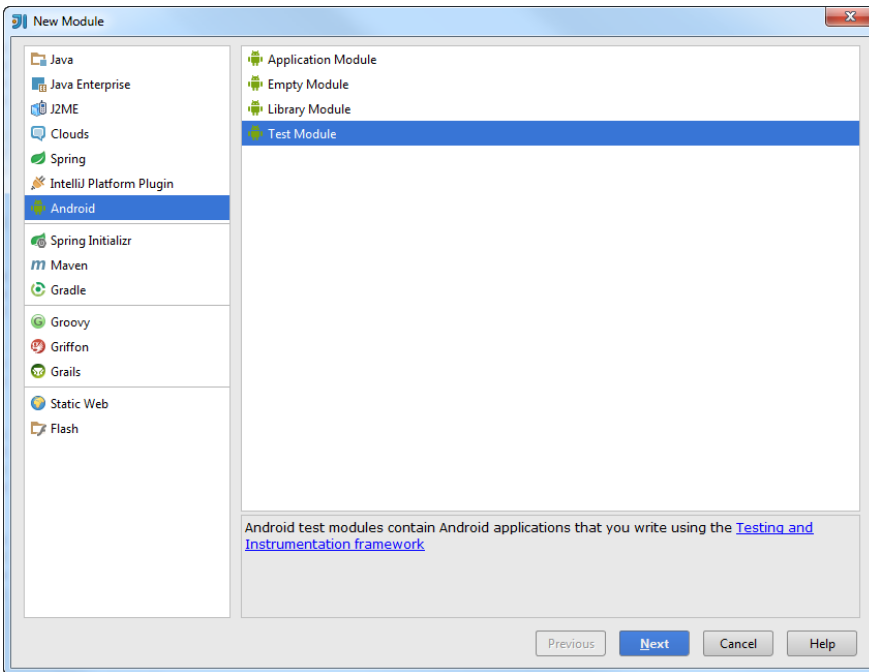 New Module
Java
Java Enterprise
J2ME
Clouds
Spring
IntelliJ Platform Plugin
Android
Spring Initializr
Maven
Gradle
Groovy
Griffon
Grails
Static Web
Flash
Application Module
Empty Module
Library Module
Test Module
Android test modules contain Android applications that you write using the Testing and
Instrumentation framework
Previous
Next
Cancel
Help